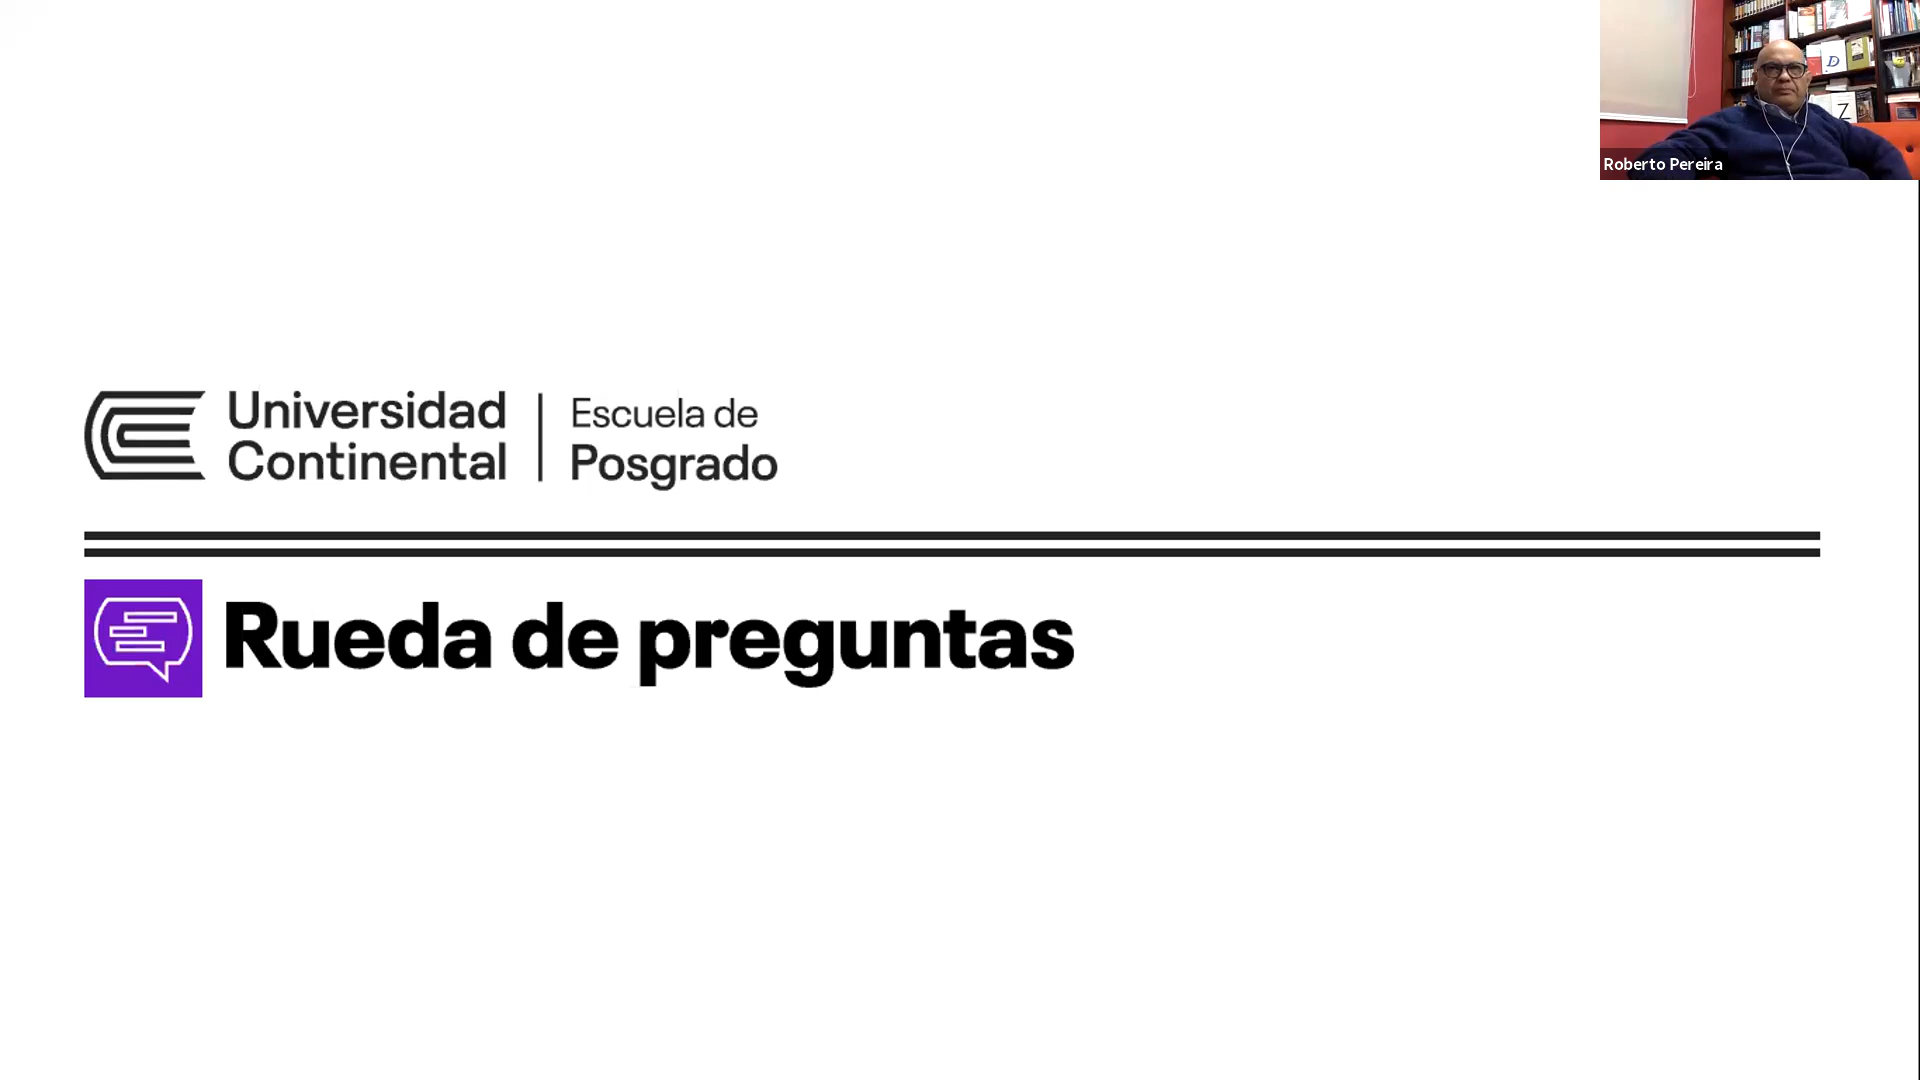 Roberto Pereira
D
Z
Universidad
Continental
Escuela de
Posgrado
Rueda de preguntas